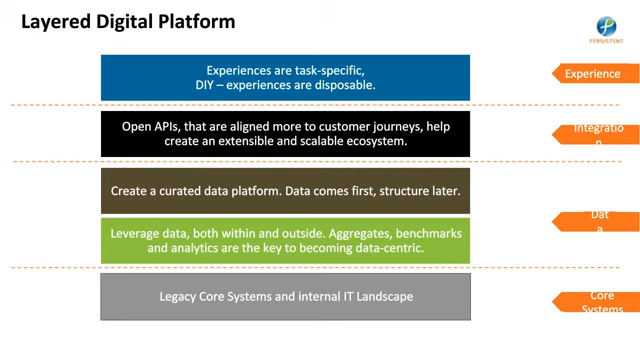 Layered Digital Platform
PERSISTENT
Experiences are task-specific,
DIY – experiences are disposable.
Experience
Open APIs, that are aligned more to customer journeys, help
create an extensible and scalable ecosystem.
Integratio
n
Create a curated data platform. Data comes first, structure later.
Leverage data, both within and outside. Aggregates, benchmarks
and analytics are the key to becoming data-centric.
Dat
a
Legacy Core Systems and internal IT Landscape
Core
Systems